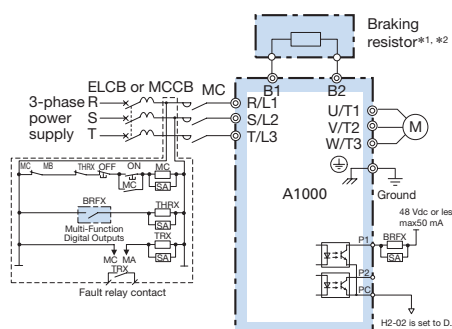 Braking
resistor*1, *2
B1 B2
ELCB or MCCB MC
3-phase R
power S
supply T
R/L1
S/L2
T/L3
U/T1
V/T2
W/T3
M
Ground
A1000
MC MB THRX OFF ON MC
MC SA
BRFX THRX
SA
Multi-Function
Digital Outputs
TRX
SA
MC MA
TRX
Fault relay contact
48 Vdc or les
max50 mA
P1 BRFX
SA
P2
PC
H2-02 is set to D.